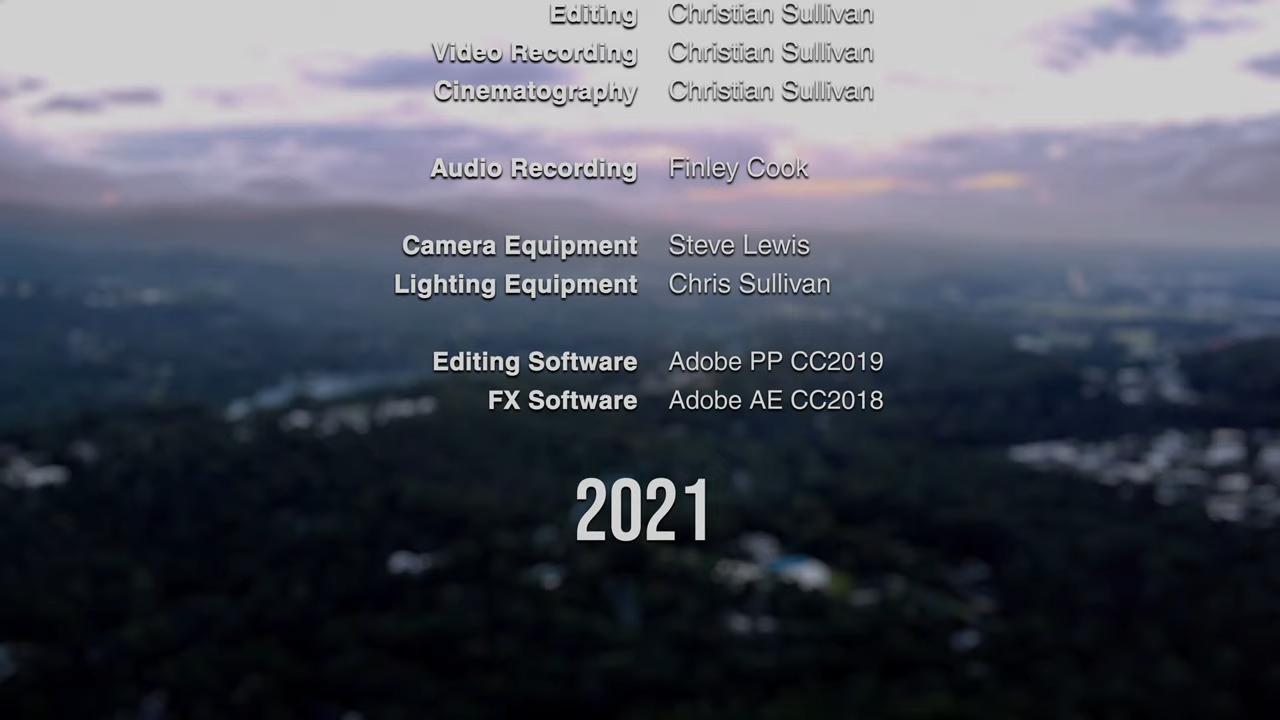 Editing Christian Sullivan
Video Recording Christian Sullivan
Cinematography Christian Sullivan
Audio Recording Finley Cook
Camera Equipment Steve Lewis
Lighting Equipment Chris Sullivan
Editing Software Adobe PP CC2019
FX Software Adobe AE CC2018
2021